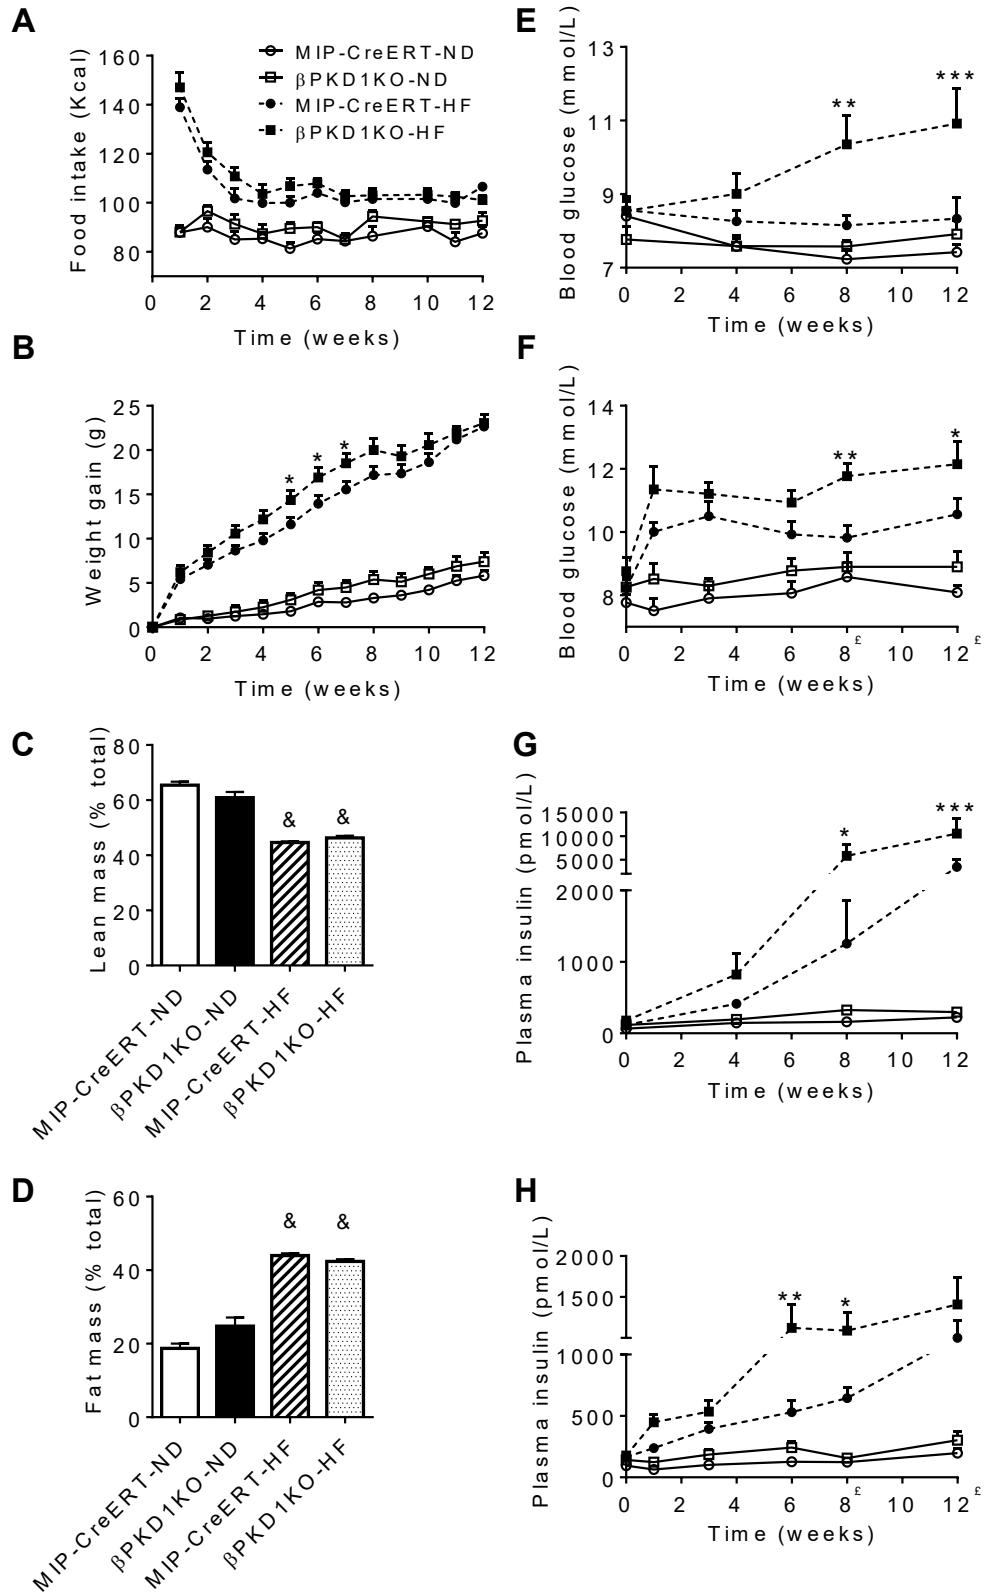 A
Food intake (Kcal)
160
140
120
100
80
0 2 4 6 8 10 12
Time (weeks)
MIP-CreERT-ND
βPKD1KO-ND
MIP-CreERT-HF
βPKD1KO-HF
B
Weight gain (g)
25
20
15
10
5
0
* * *
0 2 4 6 8 10 12
Time (weeks)
C
Lean mass (% total)
80
60
40
20
0
& &
MIP-CreERT-ND
βPKD1KO-ND
MIP-CreERT-HF
βPKD1KO-HF
D
Fat mass (% total)
60
40
20
0
& &
MIP-CreERT-ND
βPKD1KO-ND
MIP-CreERT-HF
βPKD1KO-HF
E
Blood glucose (mmol/L)
13
11
9
7
** ***
0 2 4 6 8 10 12
Time (weeks)
F
Blood glucose (mmol/L)
14
12
10
8
** *
0 2 4 6 8 £ 10 12 £
Time (weeks)
G
Plasma insulin (pmol/L)
15000
10000
5000
2000
1000
0
* ***
0 2 4 6 8 10 12
Time (weeks)
H
Plasma insulin (pmol/L)
2000
1500
1000
500
0
** *
0 2 4 6 8 £ 10 12 £
Time (weeks)